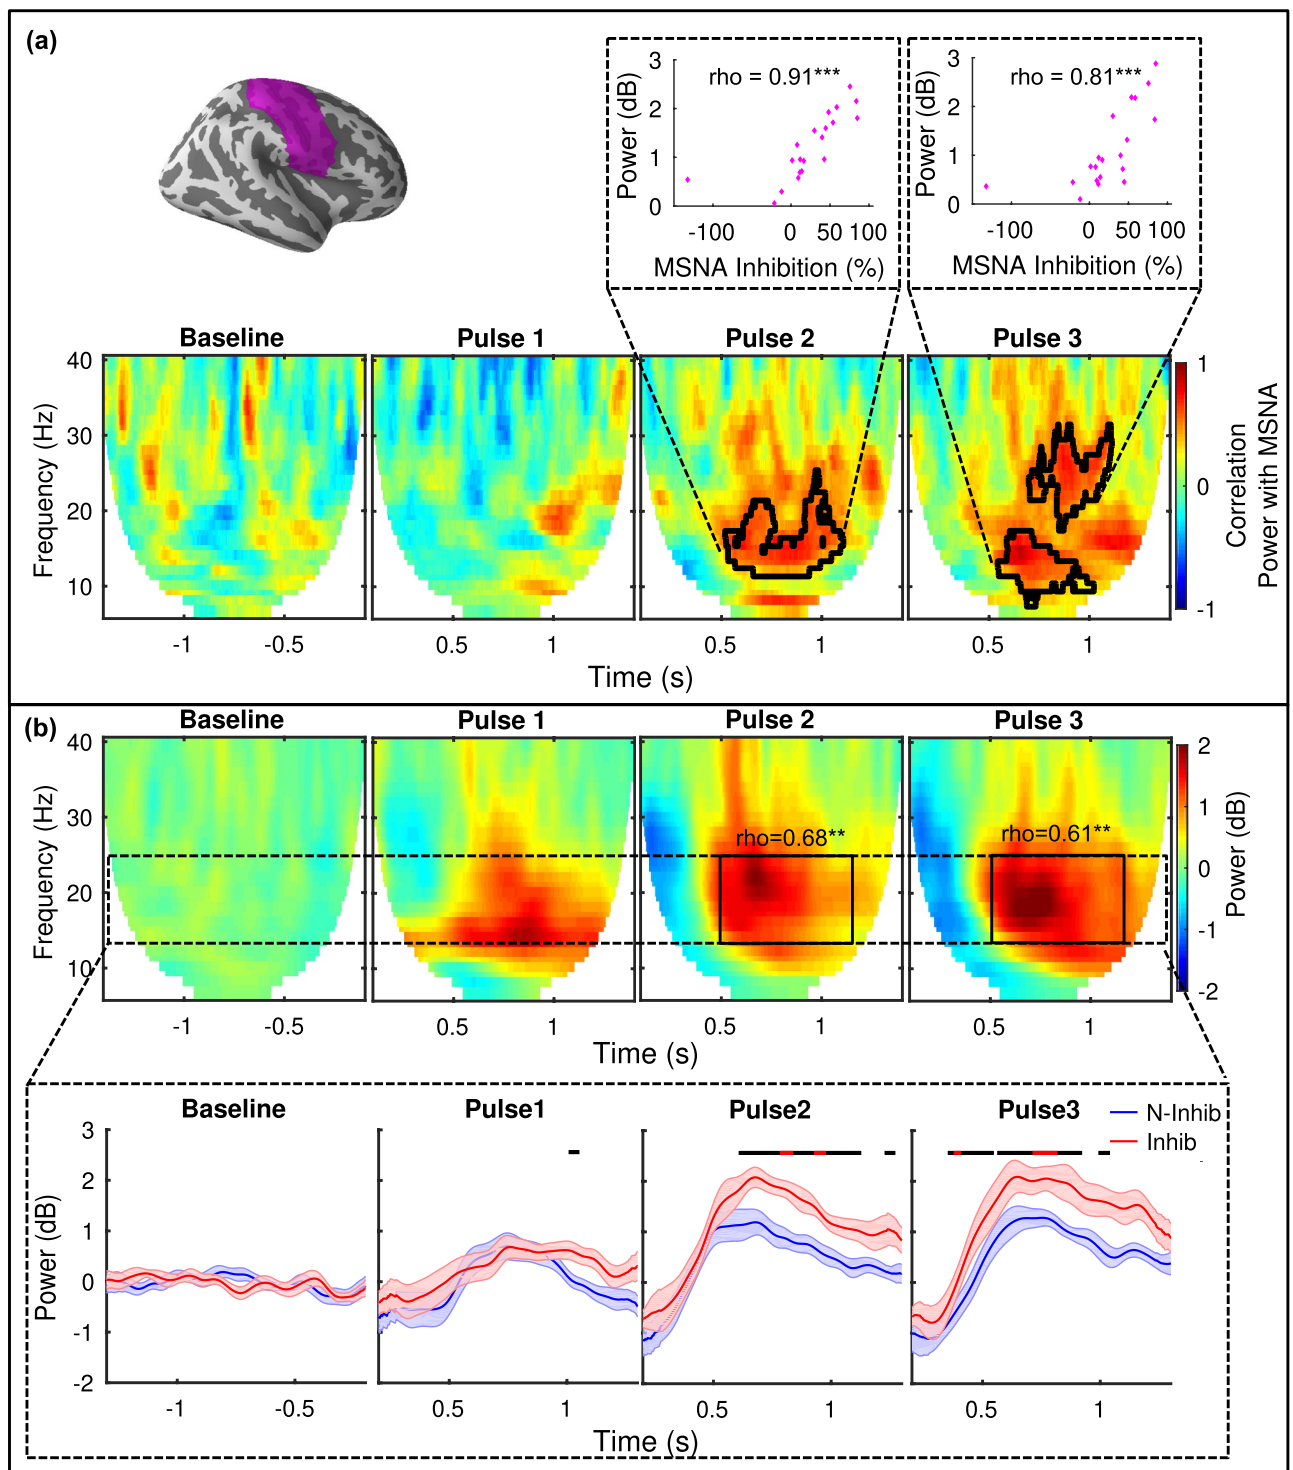 (a)
3
2
1
0
Power (dB)
rho = 0.91***
-100 0 50 100
MSNA Inhibition (%)
3
2
1
0
Power (dB)
rho = 0.81***
-100 0 50 100
MSNA Inhibition (%)
Baseline Pulse 1 Pulse 2 Pulse 3
40
30
20
10
Frequency (Hz)
1
0
-1
Correlation
Power with MSNA
-1 -0.5 0.5 1 0.5 1 0.5 1
Time (s)
(b)
Baseline Pulse 1 Pulse 2 Pulse 3
40
30
20
10
Frequency (Hz)
rho=0.68**
rho=0.61**
2
1
0
-1
-2
Power (dB)
-1 -0.5 0.5 1 0.5 1 0.5 1
Time (s)
Baseline Pulse1 Pulse2 Pulse3
N-Inhib
Inhib
3
2
1
0
-1
-2
Power (dB)
-1 -0.5 0.5 1 0.5 1 0.5 1
Time (s)